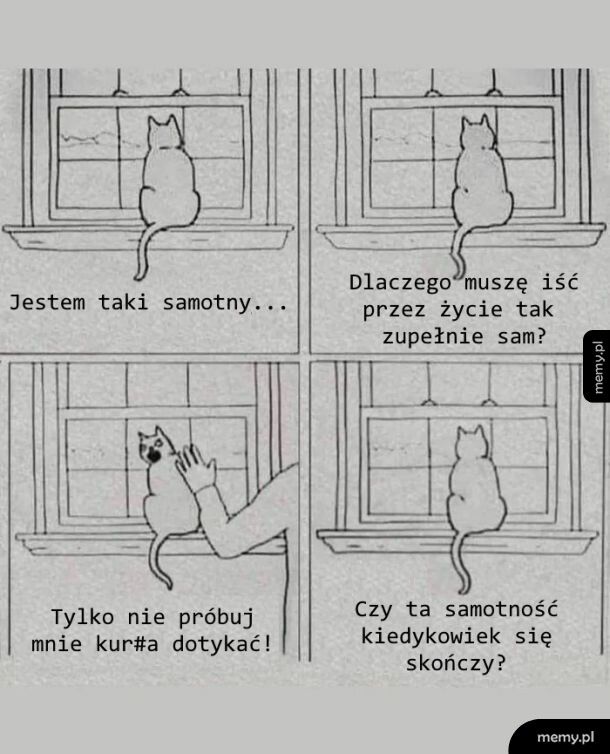 Jestem taki samotny...
Dlaczego muszę iść
przez życie tak
zupełnie sam?
memy.pl
Tylko nie próbuj
mnie kur#a dotykać!
Czy ta samotność
kiedykowiek się
skończy?
memy.pl